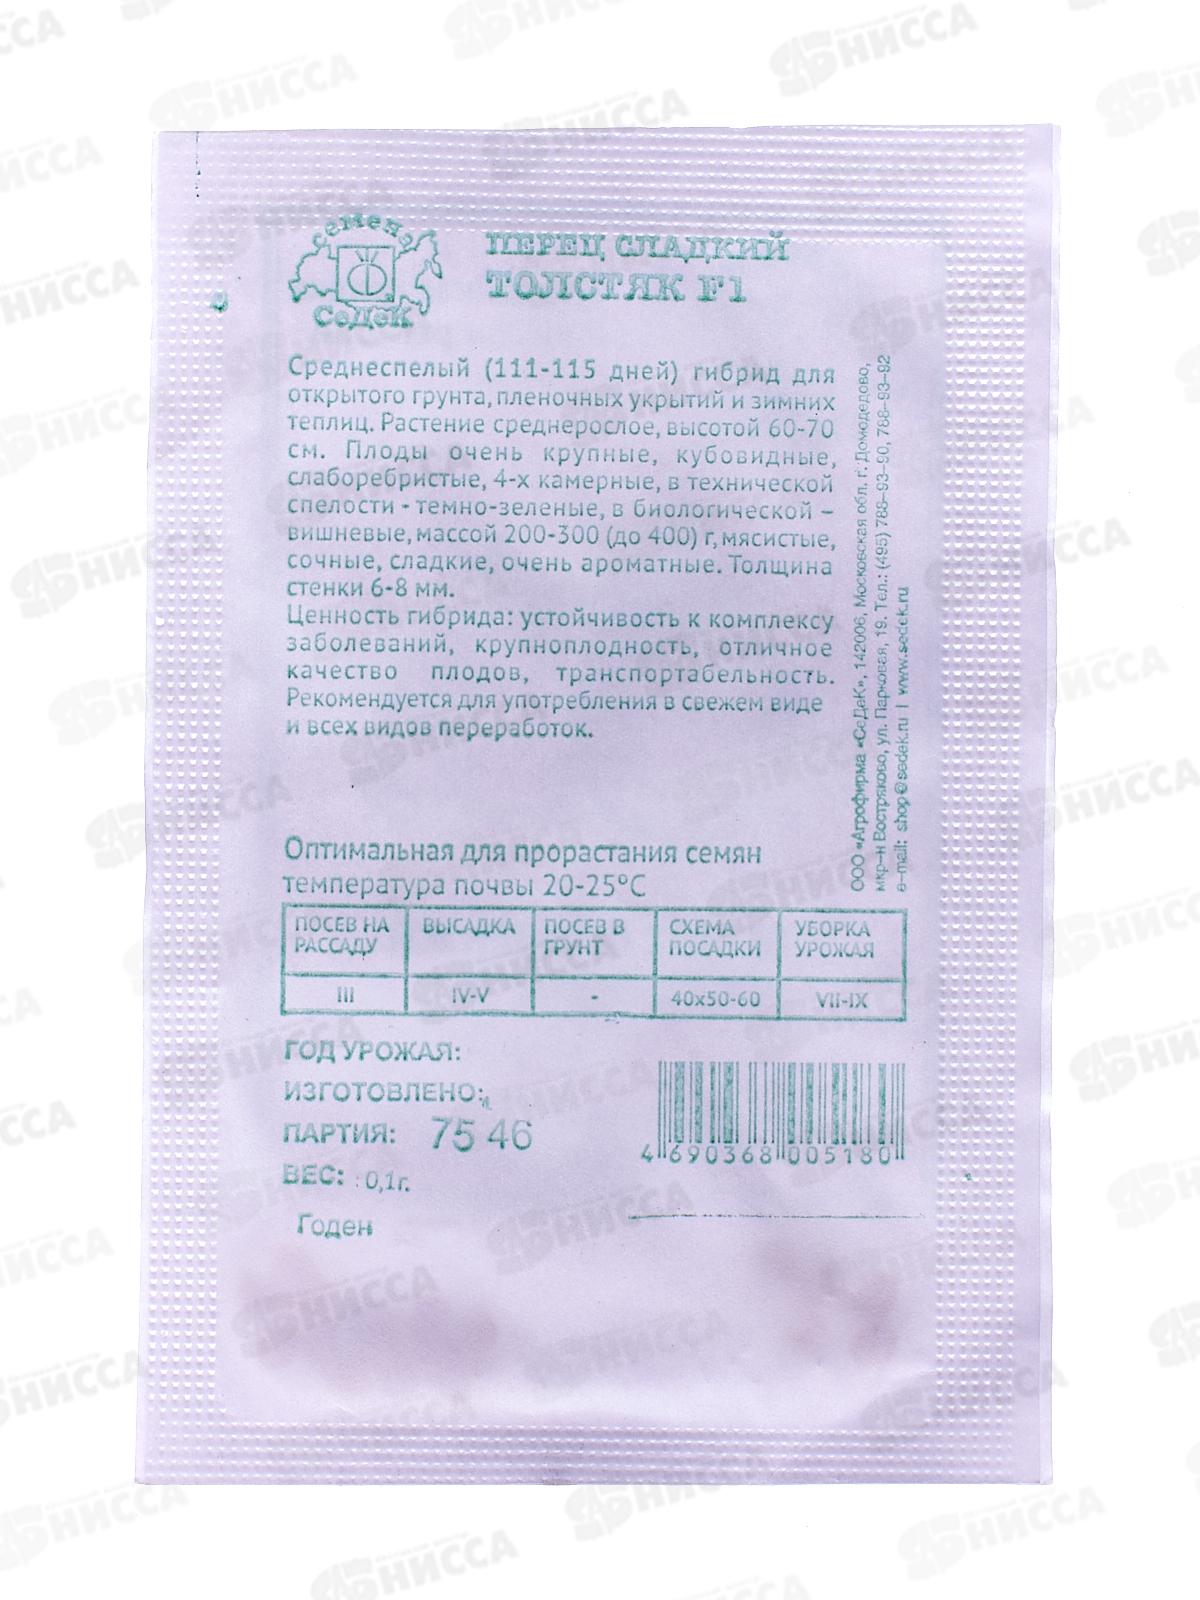 семена
СеДеК
ПЕРЕЦ СЛАДКИЙ
ТОЛСТЯК F1
Среднеспелый (111-115 дней) гибрид для
открытого грунта, пленочных укрытий и зимних
теплиц. Растение среднерослое, высотой 60-70
см. Плоды очень крупные, кубовидные,
слаборебристые, 4-х камерные, в технической
спелости - темно-зеленые, в биологической –
вишневые, массой 200-300 (до 400) г, мясистые,
сочные, сладкие, очень ароматные. Толщина
стенки 6-8 мм.
Ценность гибрида: устойчивость к комплексу
заболеваний, крупноплодность, отличное
качество плодов, транспортабельность.
Рекомендуется для употребления в свежем виде
и всех видов переработок.
ООО «Агрофирма «СеДеК», 142006, Московская обл. г. Домодедово,
мкр–н Востряково, ул. Парковая, 19. Тел.: (495) 788–93–90, 788–93–92
e–mail: shop@sedek.ru | www.sedek.ru
Оптимальная для прорастания семян
температура почвы 20-25°С
ПОСЕВ НА РАССАДУ ВЫСАДКА ПОСЕВ В ГРУНТ СХЕМА ПОСАДКИ УБОРКА УРОЖАЯ
III IV-V - 40х50-60 VII-IX
ГОД УРОЖАЯ:
ИЗГОТОВЛЕНО:
ПАРТИЯ: 75 46
ВЕС: 0,1г.
Годен
4 690368 005180